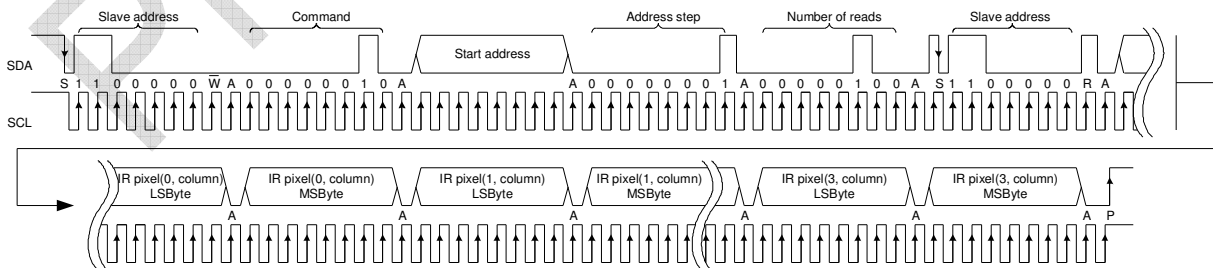 Slave address Command Address step Number of reads Slave address
SDA Start address
S 1 1 0 0 0 0 0 W A 0 0 0 0 0 0 1 0 A A 0 0 0 0 0 0 0 1 A 0 0 0 0 0 1 0 0 A S 1 1 0 0 0 0 0 R A
SCL
IR pixel(0, column) IR pixel(0, column) IR pixel(1, column) IR pixel(1, column) IR pixel(3, column) IR pixel(3, column)
LSByte MSByte LSByte MSByte LSByte MSByte
A A A A A A P